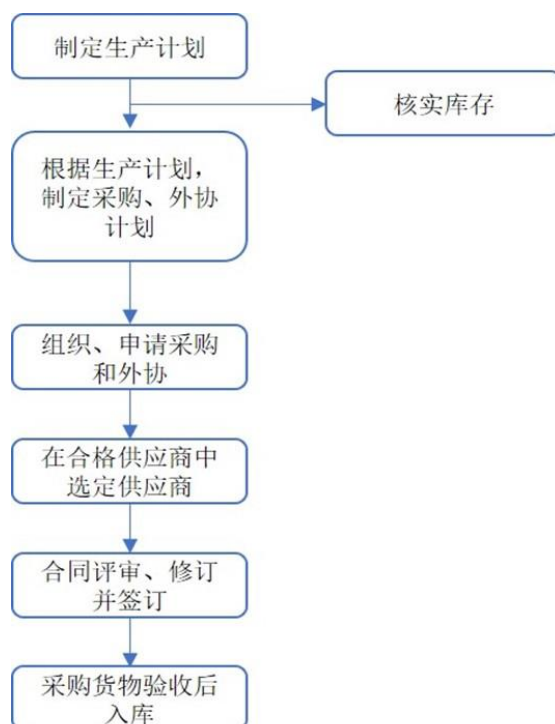 制定生产计划
核实库存
根据生产计划，
制定采购、外协
计划
组织、申请采购
和外协
在合格供应商中
选定供应商
合同评审、修订
并签订
采购货物验收后
入库